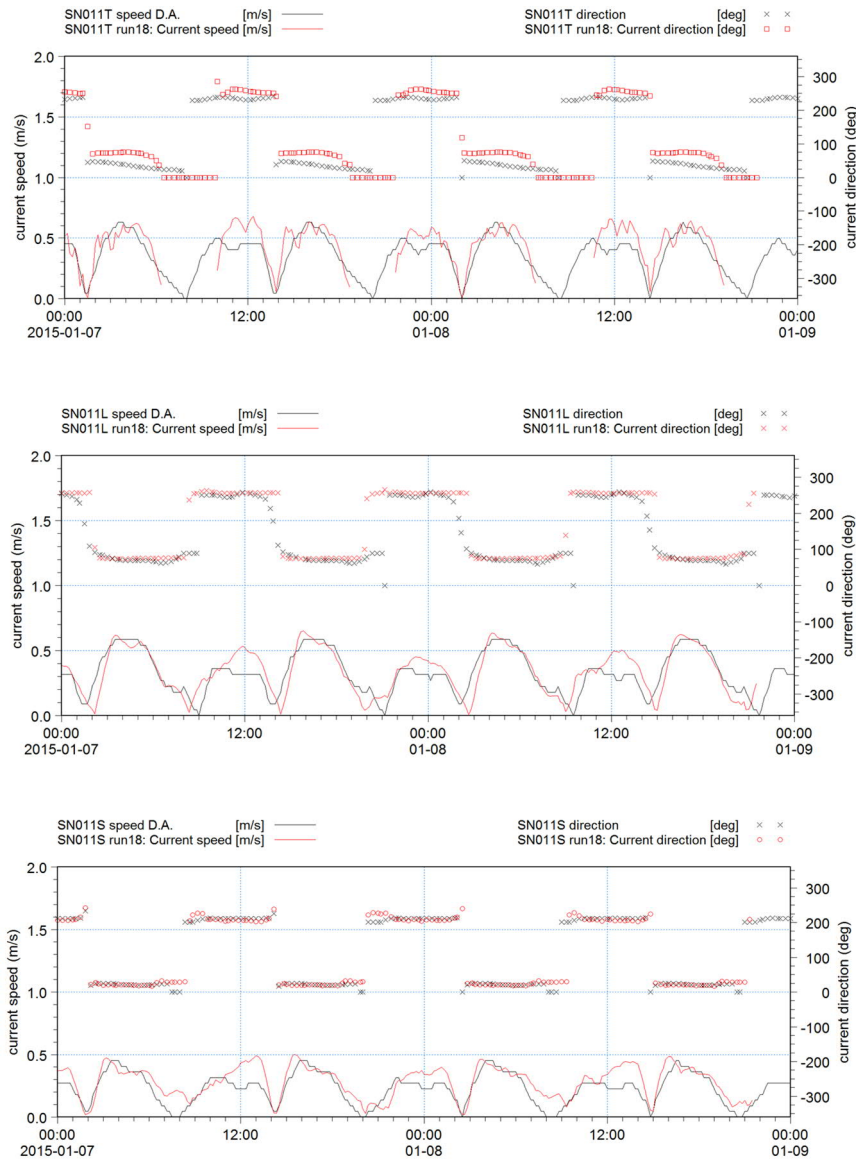 SN011T speed D.A. [m/s] SN011T direction [deg]
SN011T run18: Current speed [m/s] SN011T run18: Current direction [deg]
2.0
1.5
1.0
0.5
0.0
current speed (m/s)
300
200
100
0
-100
-200
-300
current direction (deg)
00:00 12:00 00:00 12:00 00:00
2015-01-07 01-08 01-09
SN011L speed D.A. [m/s] SN011L direction [deg]
SN011L run18: Current speed [m/s] SN011L run18: Current direction [deg]
2.0
1.5
1.0
0.5
0.0
current speed (m/s)
300
200
100
0
-100
-200
-300
current direction (deg)
00:00 12:00 00:00 12:00 00:00
2015-01-07 01-08 01-09
SN011S speed D.A. [m/s] SN011S direction [deg]
SN011S run18: Current speed [m/s] SN011S run18: Current direction [deg]
2.0
1.5
1.0
0.5
0.0
current speed (m/s)
300
200
100
0
-100
-200
-300
current direction (deg)
00:00 12:00 00:00 12:00 00:00
2015-01-07 01-08 01-09